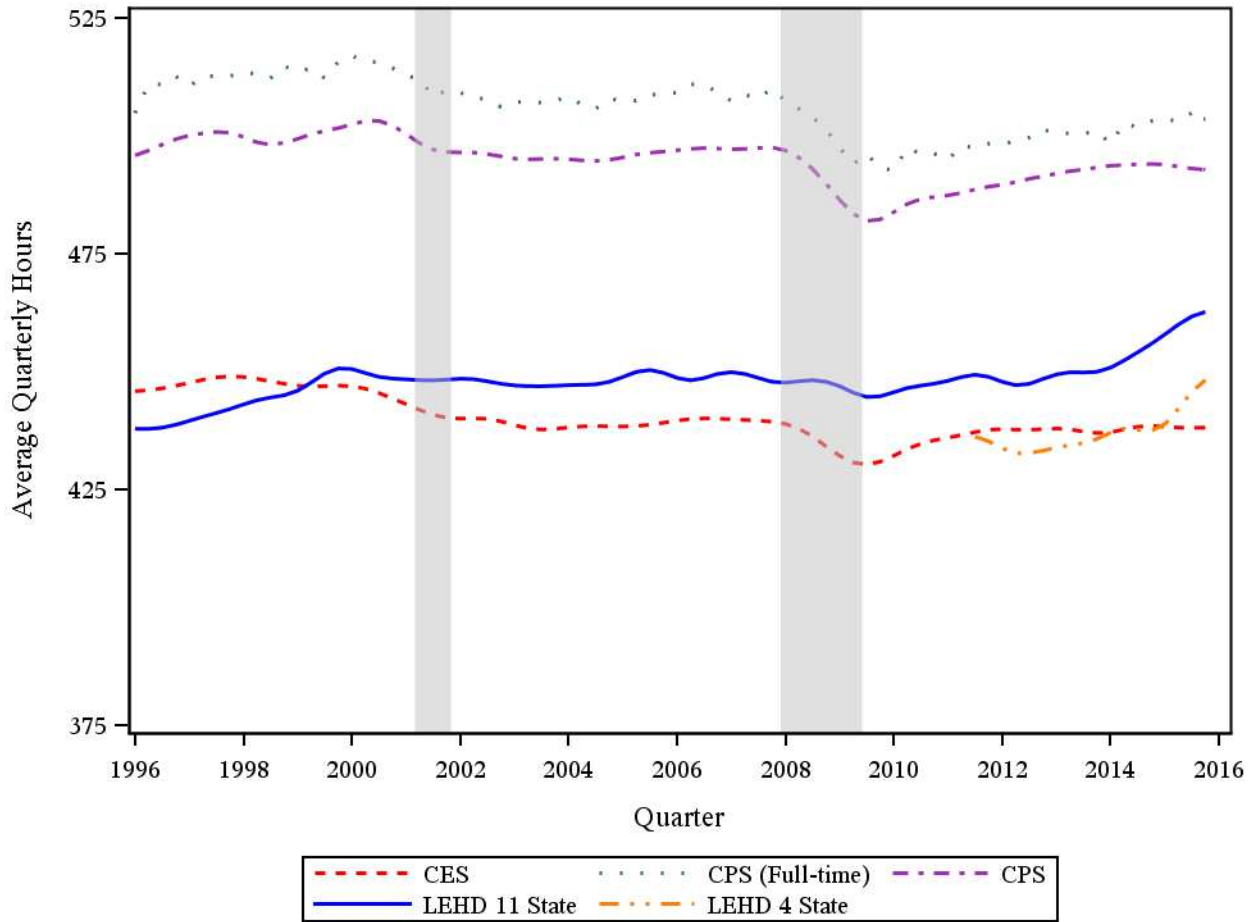 525
475
425
375
Average Quarterly Hours
1996 1998 2000 2002 2004 2006 2008 2010 2012 2014 2016
Quarter
CES CPS (Full-time) CPS
LEHD 11 State LEHD 4 State